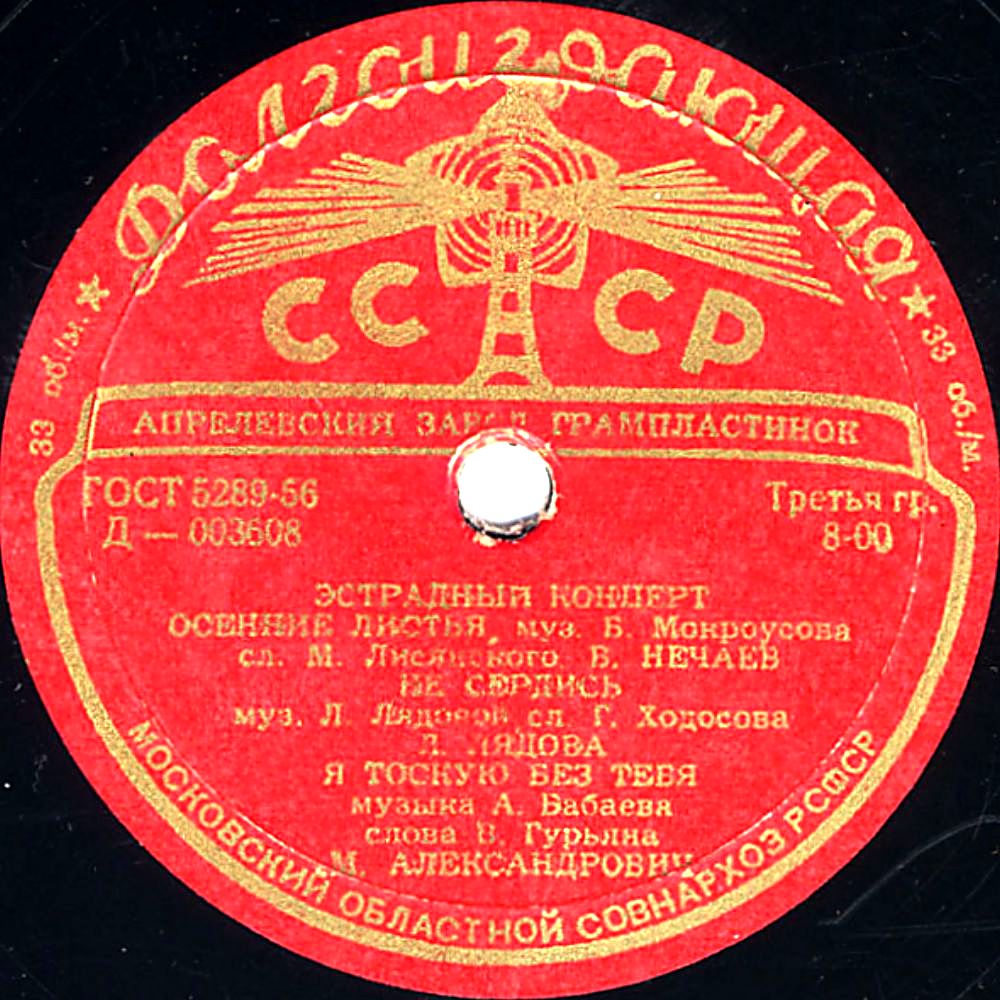 Долгоиграющая
СССР
★ 33 об./м.
★ 33 об./м.
АПРЕЛЕВСКИЙ ЗАВОД ГРАМПЛАСТИНОК
ГОСТ 5289-56
Третья гр.
Д — 003608
8-00
ЭСТРАДНЫЙ КОНЦЕРТ
ОСЕННИЕ ЛИСТЬЯ, муз. Б. Мокроусова
сл. М. Лисянского. В. НЕЧАЕВ
НЕ СЕРДИСЬ
муз. Л. Лядовой сл. Г. Ходосова
Л. ЛЯДОВА
Я ТОСКУЮ БЕЗ ТЕБЯ
музыка А. Бабаева
слова В. Гурьяна
М. АЛЕКСАНДРОВИЧ
МОСКОВСКИЙ ОБЛАСТНОЙ СОВНАРХОЗ РСФСР